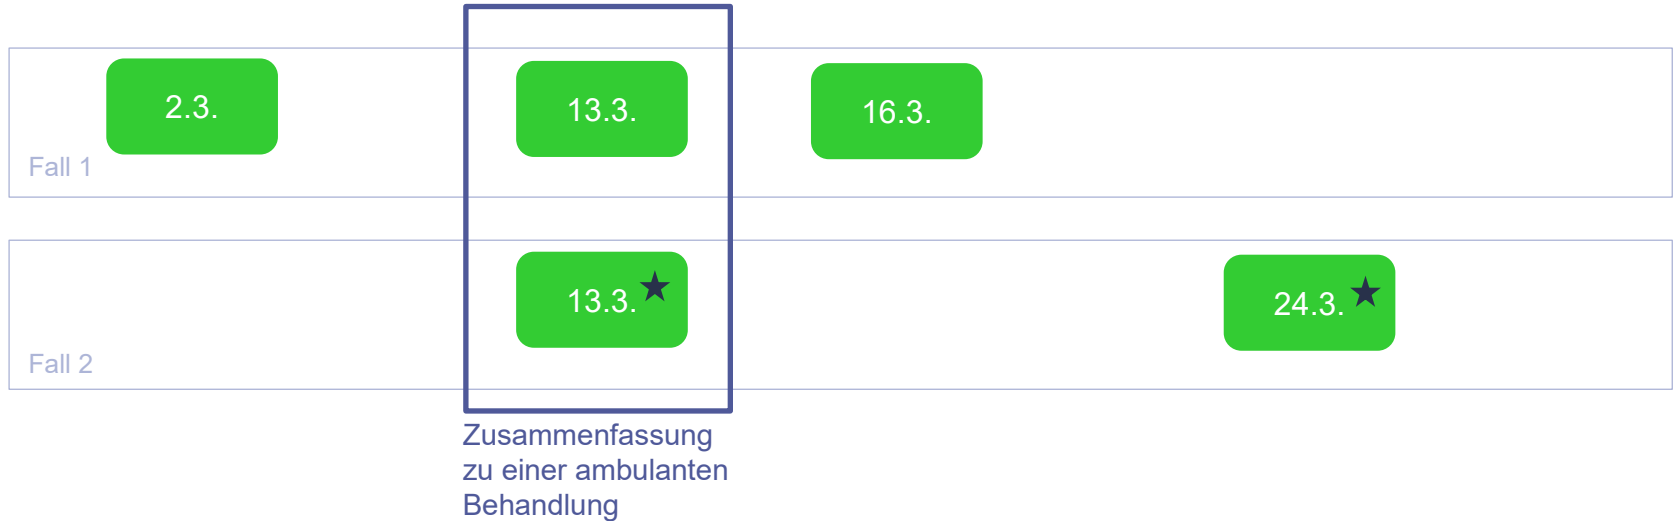 2.3.
13.3.
16.3.
Fall 1
13.3.
24.3.
Fall 2
Zusammenfassung
zu einer ambulanten
Behandlung